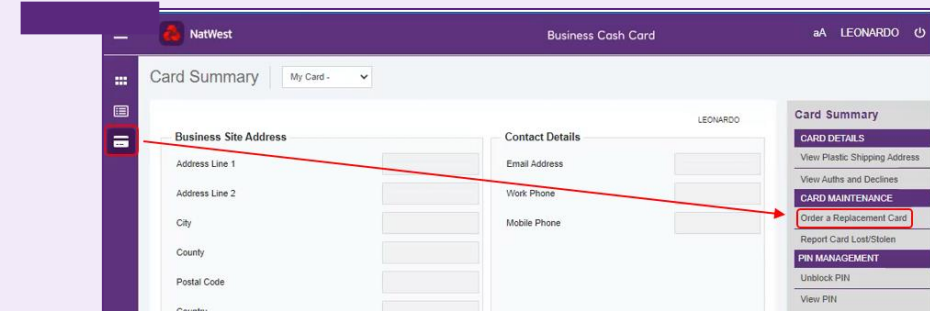 NatWest
Business Cash Card
aA LEONARDO
Card Summary
My Card -
LEONARDO
Business Site Address
Address Line 1
Address Line 2
City
County
Postal Code
Country
Contact Details
Email Address
Work Phone
Mobile Phone
Card Summary
CARD DETAILS
View Plastic Shipping Address
View Auths and Declines
CARD MAINTENANCE
Order a Replacement Card
Report Card Lost/Stolen
PIN MANAGEMENT
Unblock PIN
View PIN